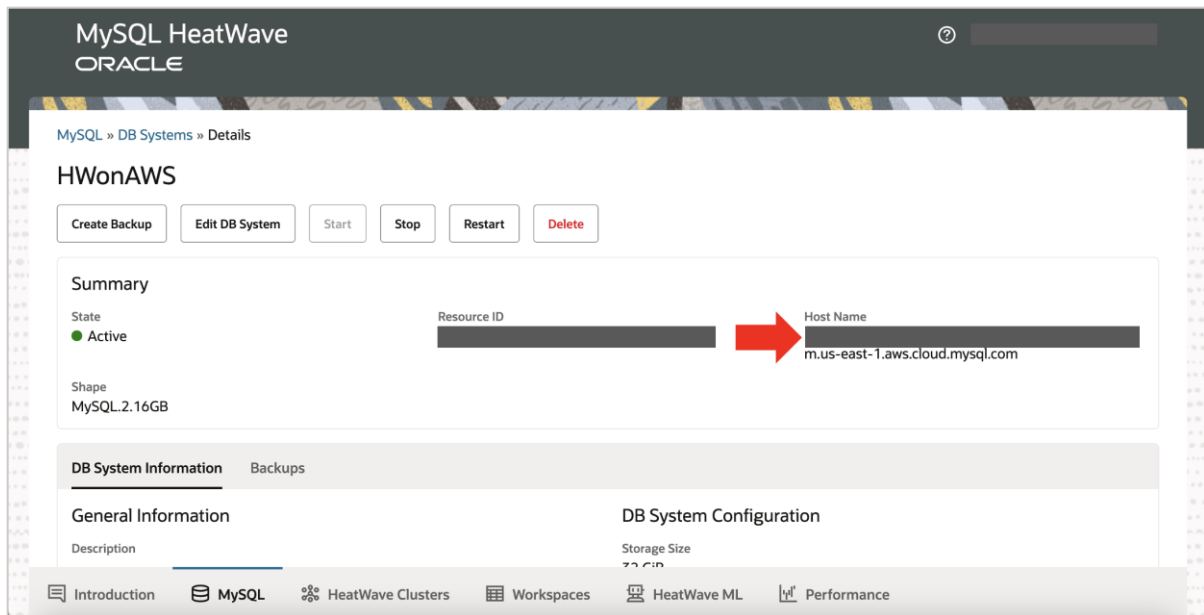 MySQL HeatWave
ORACLE
MySQL » DB Systems » Details
HWonAWS
Create Backup Edit DB System Start Stop Restart Delete
Summary
State Resource ID Host Name
Active
m.us-east-1.aws.cloud.mysql.com
Shape
MySQL.2.16GB
DB System Information Backups
General Information DB System Configuration
Description Storage Size
32 GiB
Introduction MySQL HeatWave Clusters Workspaces HeatWave ML Performance